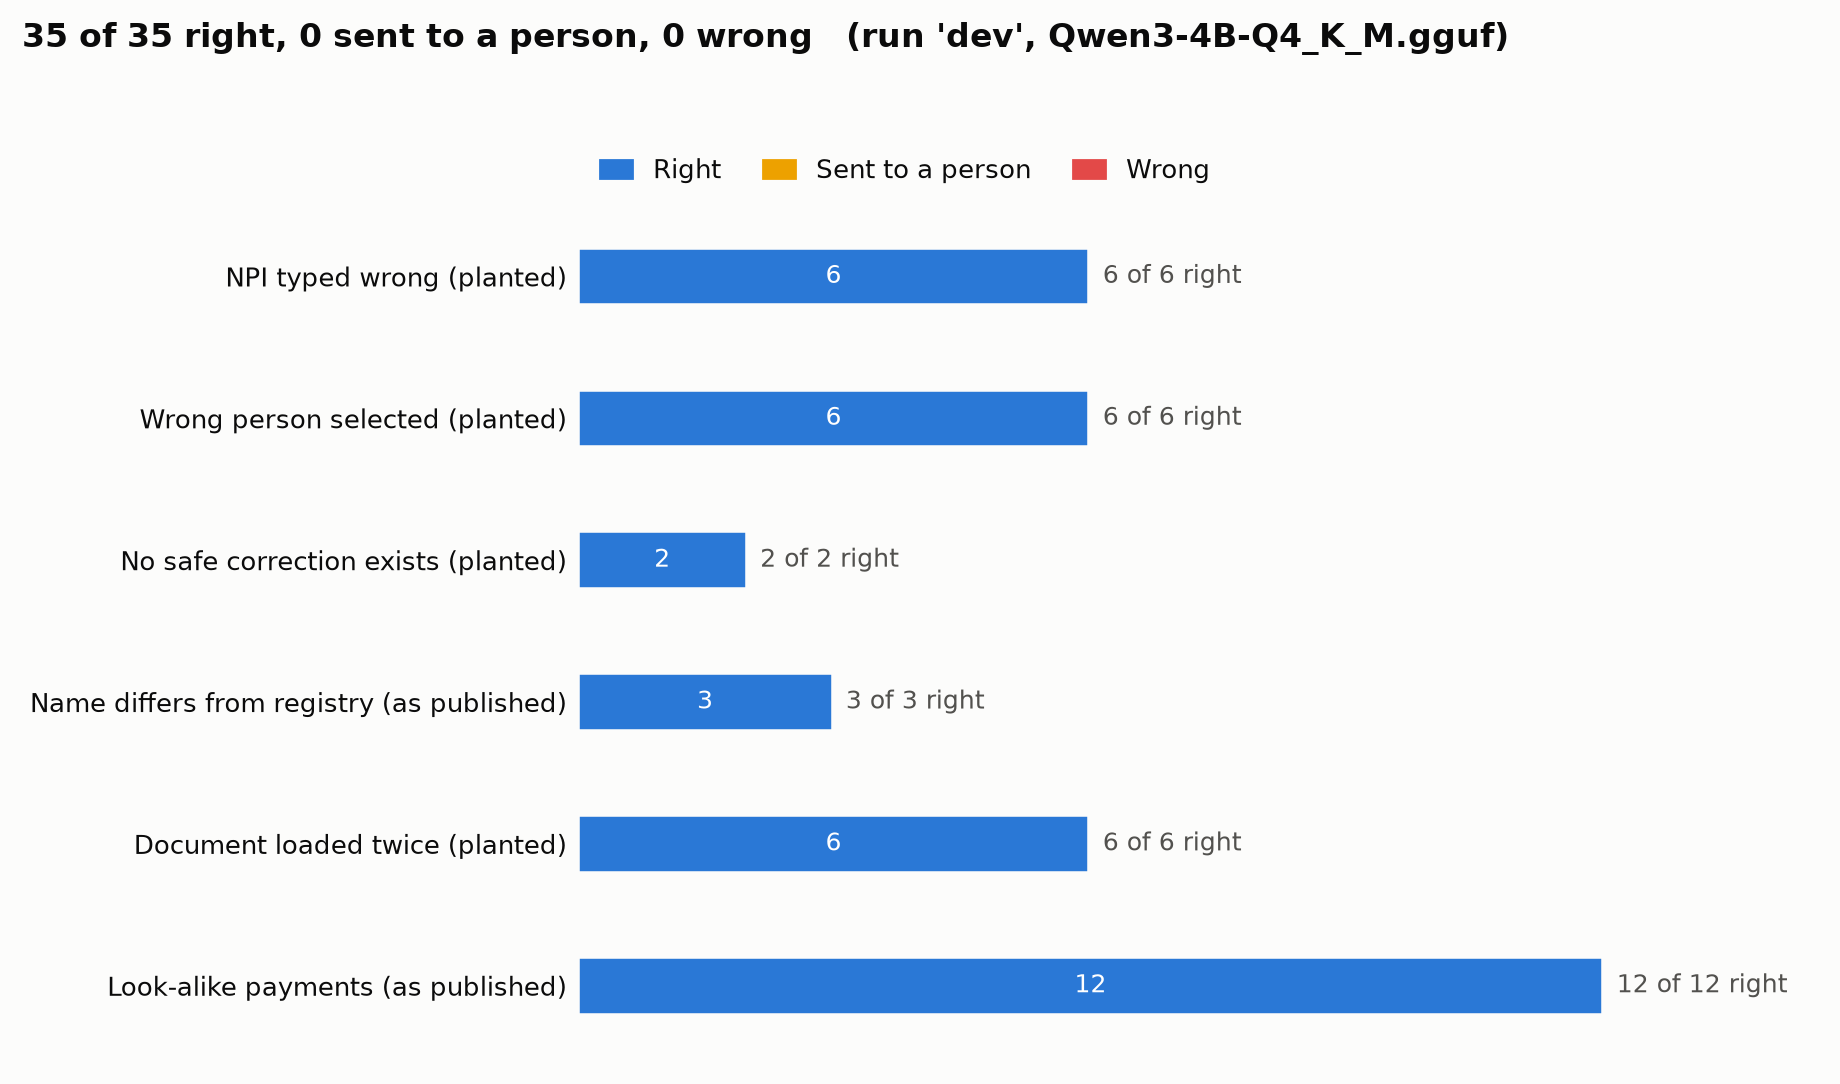 35 of 35 right, 0 sent to a person, 0 wrong   (run 'dev', Qwen3-4B-Q4_K_M.gguf)
Right   Sent to a person   Wrong
NPI typed wrong (planted) 6 6 of 6 right
Wrong person selected (planted) 6 6 of 6 right
No safe correction exists (planted) 2 2 of 2 right
Name differs from registry (as published) 3 3 of 3 right
Document loaded twice (planted) 6 6 of 6 right
Look-alike payments (as published) 12 12 of 12 right